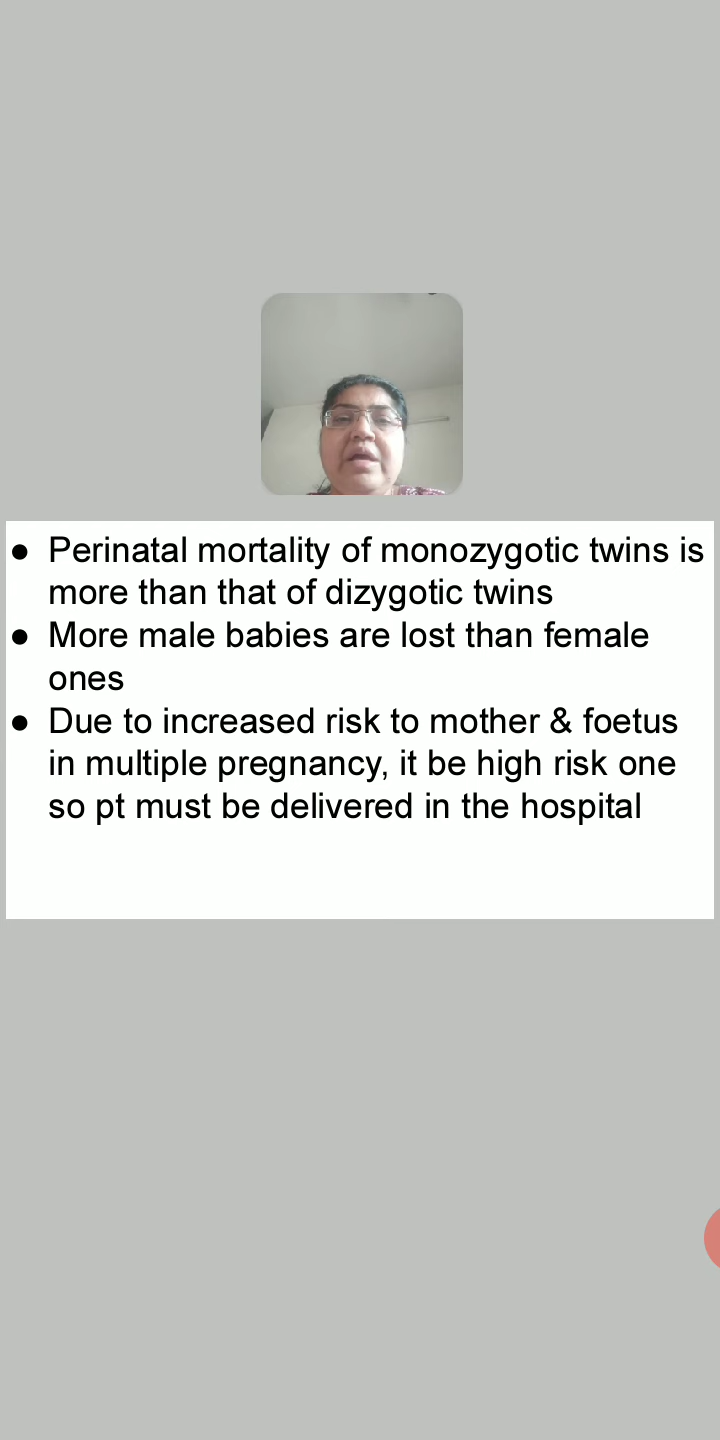 ● Perinatal mortality of monozygotic twins is
more than that of dizygotic twins
● More male babies are lost than female
ones
● Due to increased risk to mother & foetus
in multiple pregnancy, it be high risk one
so pt must be delivered in the hospital